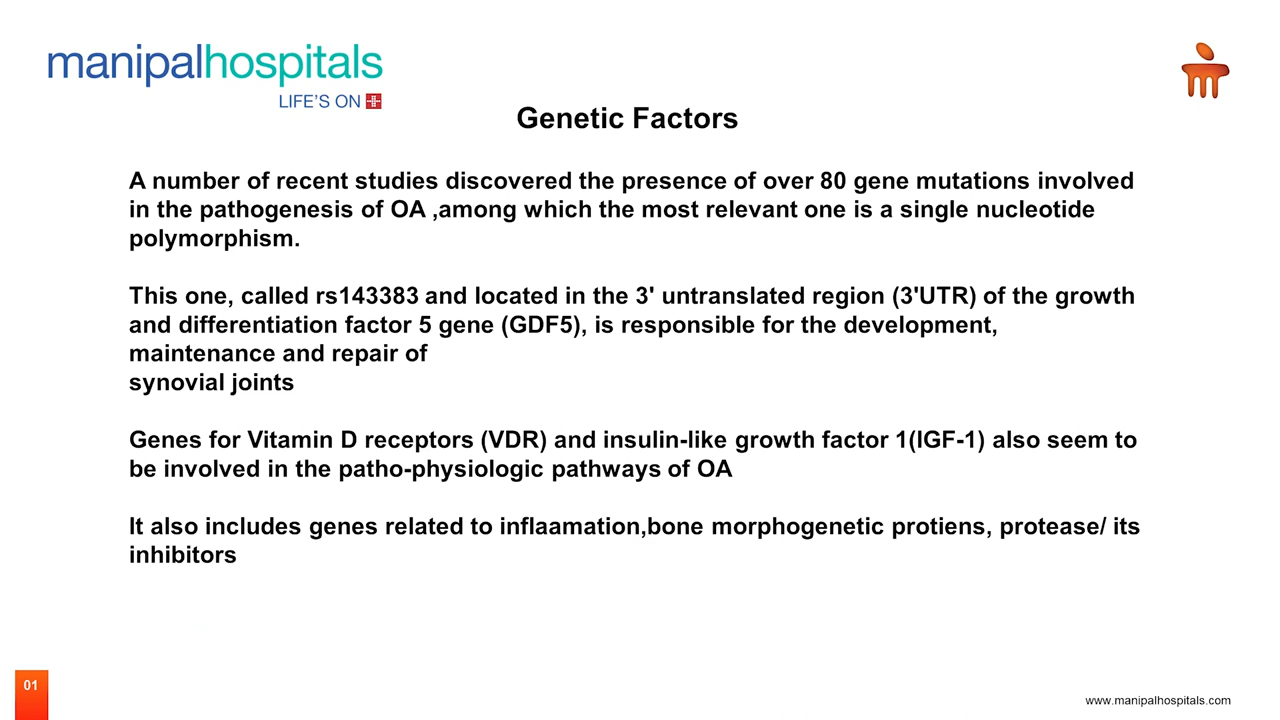 manipalhospitals
LIFE'S ON
Genetic Factors
A number of recent studies discovered the presence of over 80 gene mutations involved
in the pathogenesis of OA ,among which the most relevant one is a single nucleotide
polymorphism.
This one, called rs143383 and located in the 3' untranslated region (3'UTR) of the growth
and differentiation factor 5 gene (GDF5), is responsible for the development,
maintenance and repair of
synovial joints
Genes for Vitamin D receptors (VDR) and insulin-like growth factor 1(IGF-1) also seem to
be involved in the patho-physiologic pathways of OA
It also includes genes related to inflaamation,bone morphogenetic protiens, protease/ its
inhibitors
01
www.manipalhospitals.com